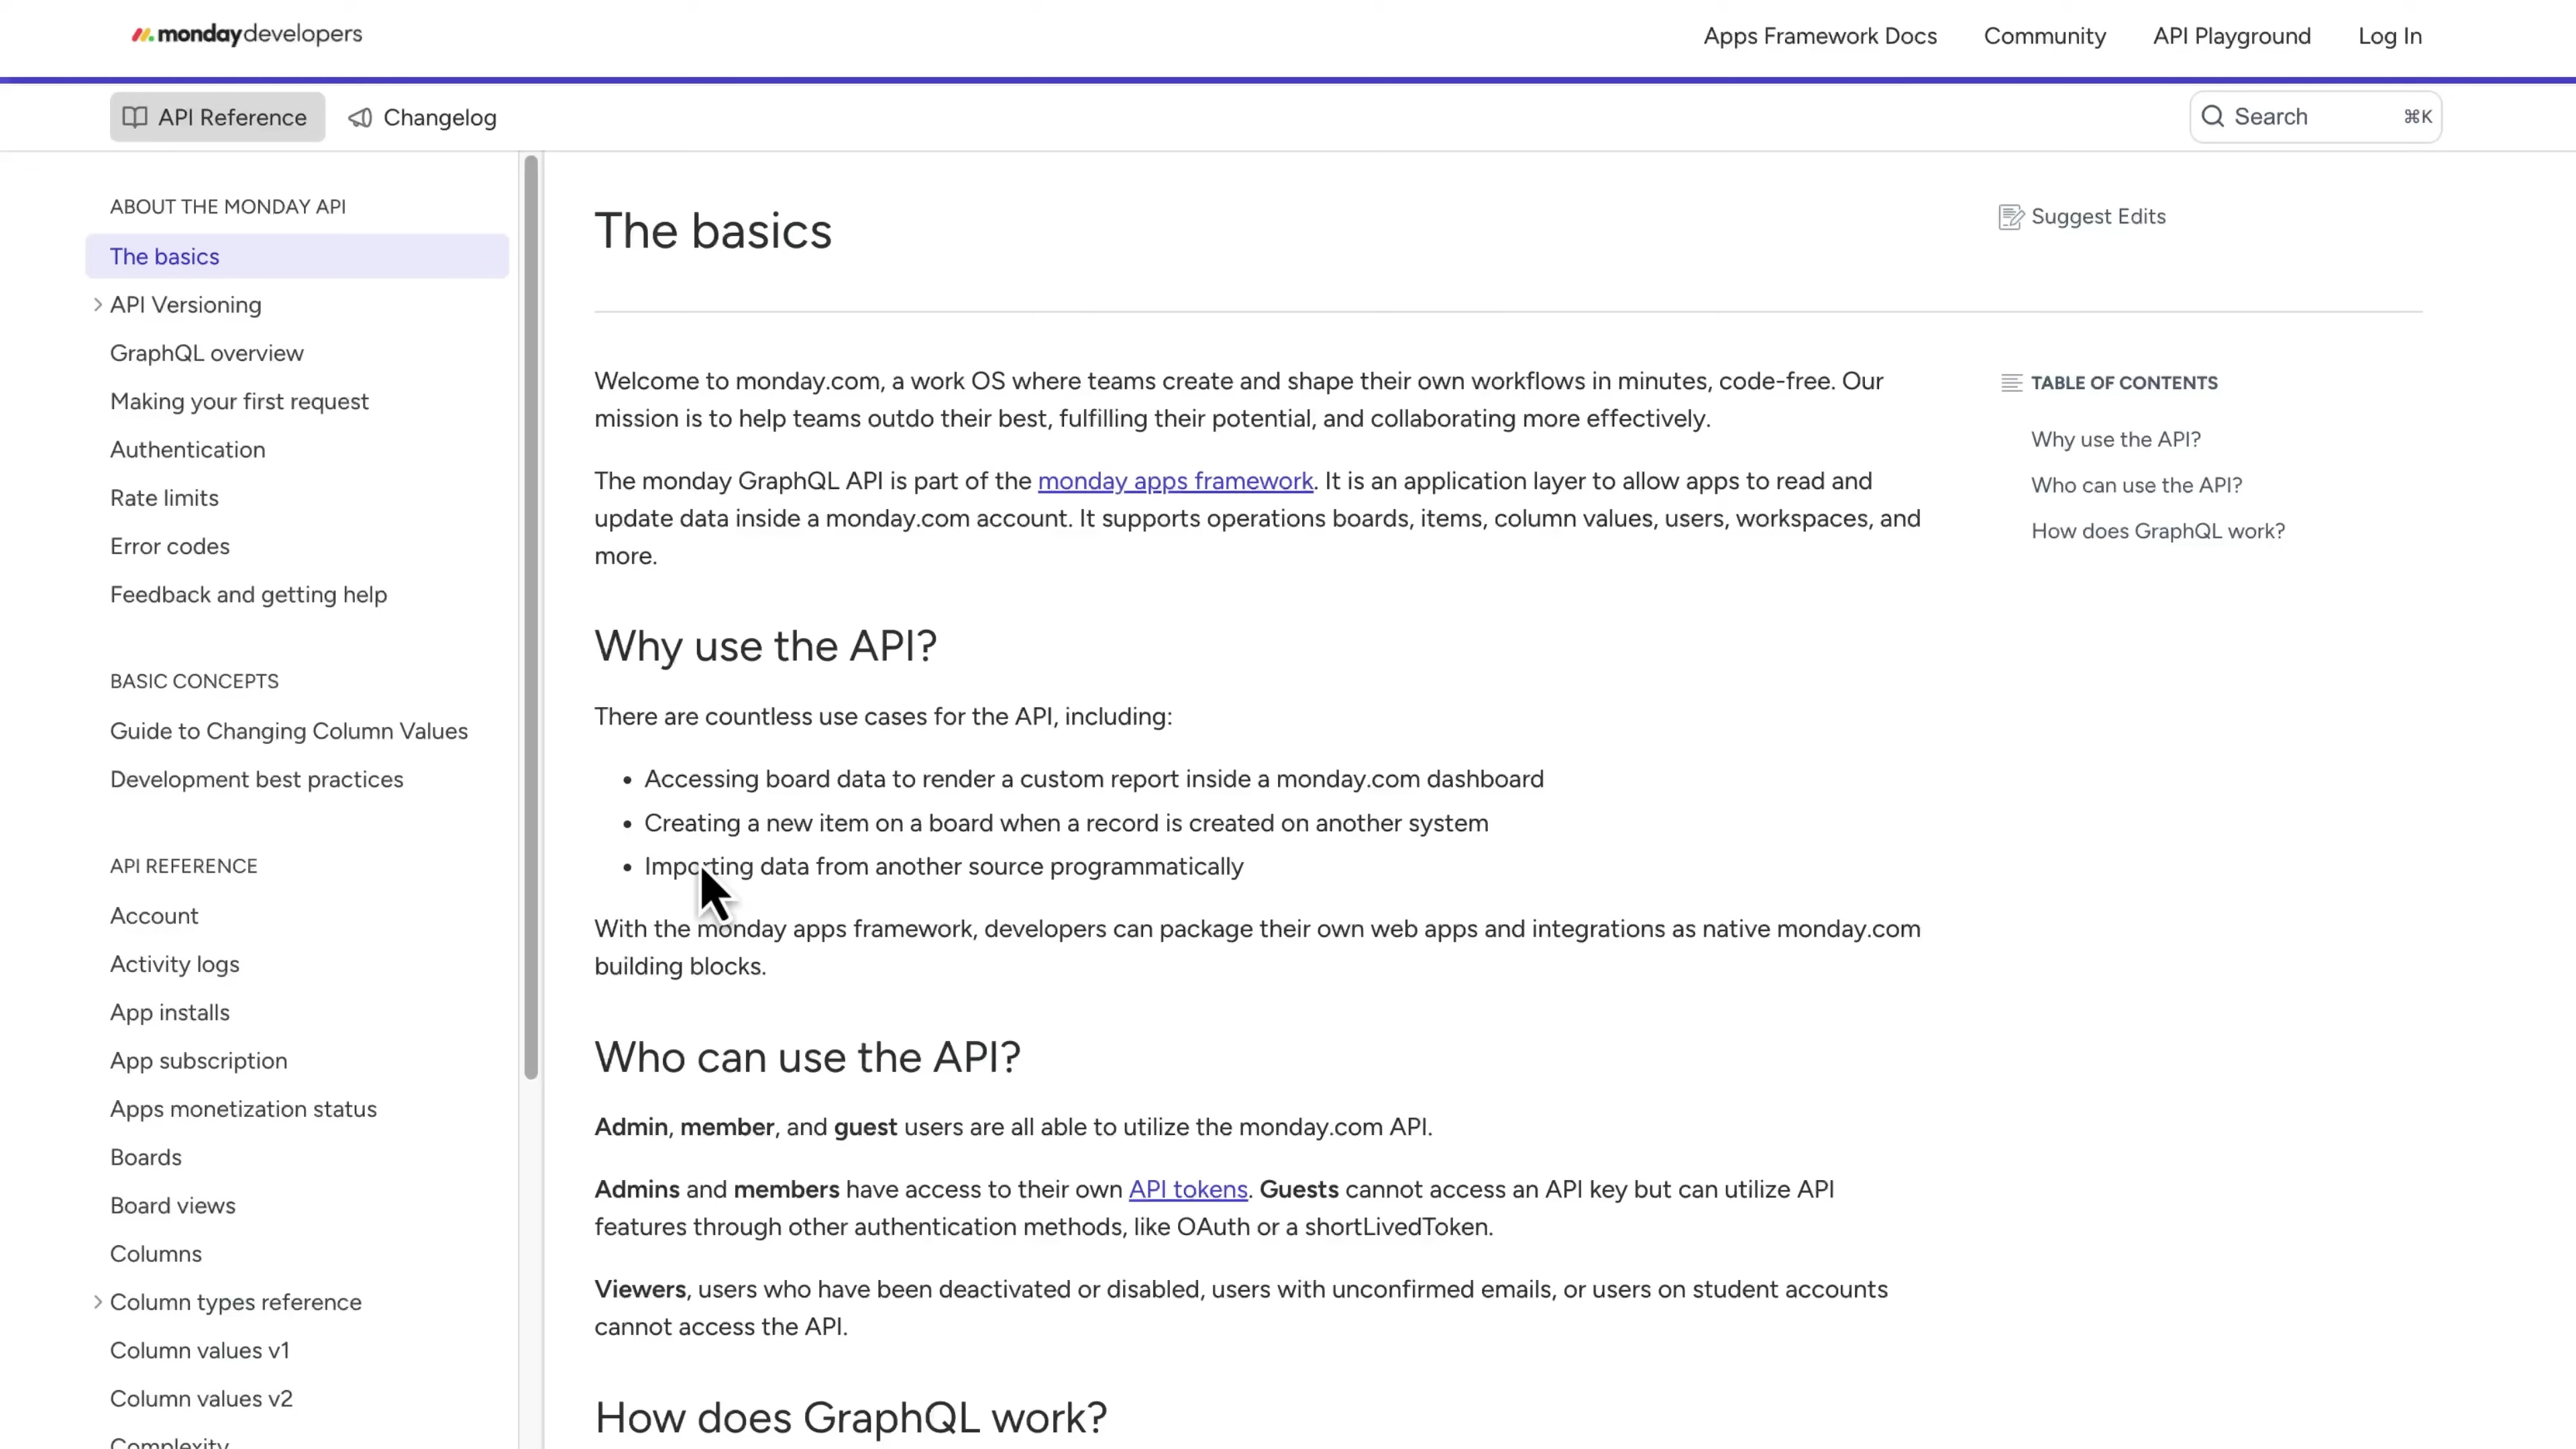 mondaydevelopers
Apps Framework Docs
Community
API Playground
Log In
API Reference
Changelog
Search
⌘K
ABOUT THE MONDAY API
The basics
API Versioning
GraphQL overview
Making your first request
Authentication
Rate limits
Error codes
Feedback and getting help
BASIC CONCEPTS
Guide to Changing Column Values
Development best practices
API REFERENCE
Account
Activity logs
App installs
App subscription
Apps monetization status
Boards
Board views
Columns
Column types reference
Column values v1
Column values v2
Complexity
The basics
Welcome to monday.com, a work OS where teams create and shape their own workflows in minutes, code-free. Our
mission is to help teams outdo their best, fulfilling their potential, and collaborating more effectively.
The monday GraphQL API is part of the monday apps framework. It is an application layer to allow apps to read and
update data inside a monday.com account. It supports operations boards, items, column values, users, workspaces, and
more.
Why use the API?
There are countless use cases for the API, including:
• Accessing board data to render a custom report inside a monday.com dashboard
• Creating a new item on a board when a record is created on another system
• Importing data from another source programmatically
With the monday apps framework, developers can package their own web apps and integrations as native monday.com
building blocks.
Who can use the API?
Admin, member, and guest users are all able to utilize the monday.com API.
Admins and members have access to their own API tokens. Guests cannot access an API key but can utilize API
features through other authentication methods, like OAuth or a shortLivedToken.
Viewers, users who have been deactivated or disabled, users with unconfirmed emails, or users on student accounts
cannot access the API.
How does GraphQL work?
Suggest Edits
TABLE OF CONTENTS
Why use the API?
Who can use the API?
How does GraphQL work?